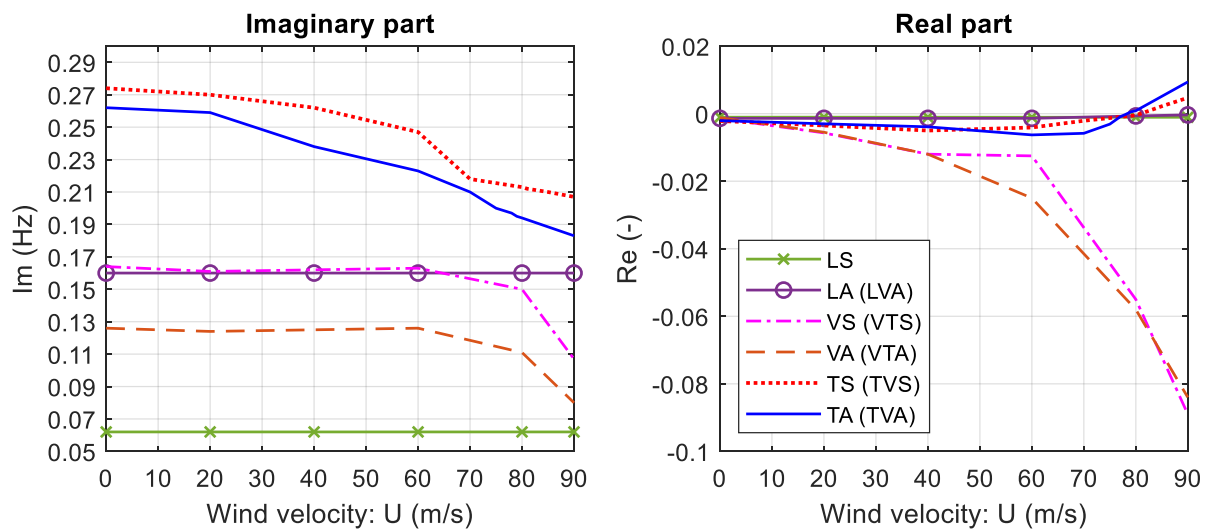 Imaginary part
0.29
0.27
0.25
0.23
0.21
0.19
0.17
0.15
0.13
0.11
0.09
0.07
0.05
Im (Hz)
0 10 20 30 40 50 60 70 80 90
Wind velocity: U (m/s)
Real part
0.02
0
-0.02
-0.04
-0.06
-0.08
-0.1
Re (-)
LS
LA (LVA)
VS (VTS)
VA (VTA)
TS (TVS)
TA (TVA)
0 10 20 30 40 50 60 70 80 90
Wind velocity: U (m/s)